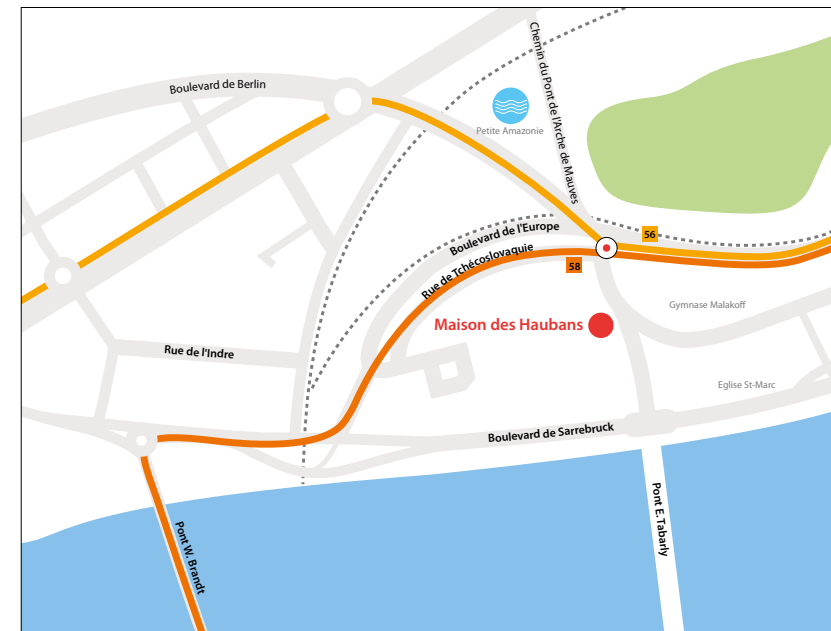 Chemin du Pont de l'Arche de Mauves
Boulevard de Berlin
Petite Amazonie
Boulevard de l'Europe
56
Rue de Tchécoslovaquie
58
Gymnase Malakoff
Maison des Haubans
Rue de l'Indre
Eglise St-Marc
Boulevard de Sarrebruck
Pont E. Tabarly
Pont W. Brandt